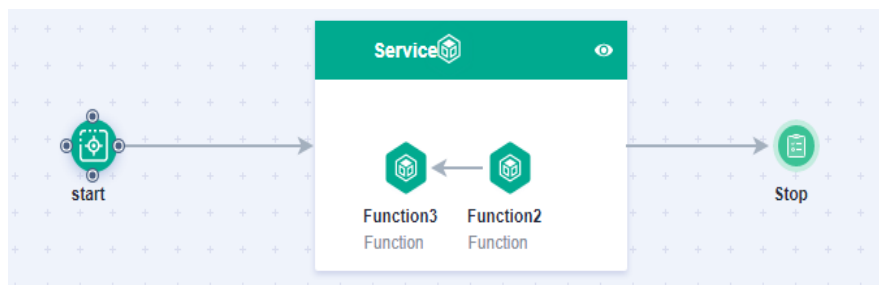 Service
start
Function3
Function
Function2
Function
Stop